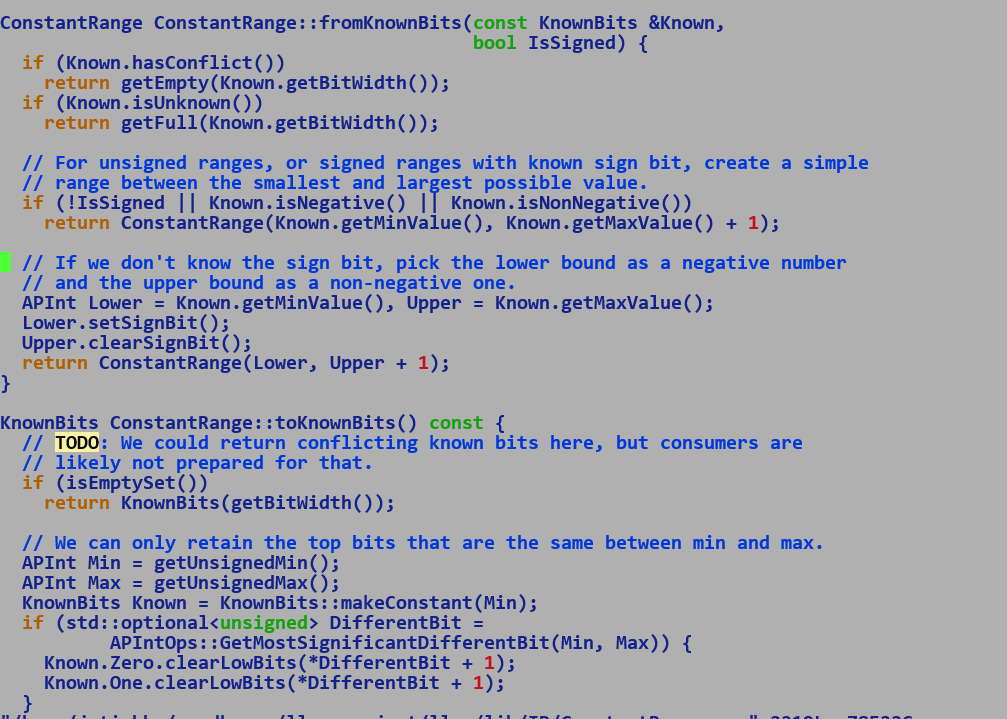 ConstantRange ConstantRange::fromKnownBits(const KnownBits &Known,
                                           bool IsSigned) {
  if (Known.hasConflict())
    return getEmpty(Known.getBitWidth());
  if (Known.isUnknown())
    return getFull(Known.getBitWidth());

  // For unsigned ranges, or signed ranges with known sign bit, create a simple
  // range between the smallest and largest possible value.
  if (!IsSigned || Known.isNegative() || Known.isNonNegative())
    return ConstantRange(Known.getMinValue(), Known.getMaxValue() + 1);

  // If we don't know the sign bit, pick the lower bound as a negative number
  // and the upper bound as a non-negative one.
  APInt Lower = Known.getMinValue(), Upper = Known.getMaxValue();
  Lower.setSignBit();
  Upper.clearSignBit();
  return ConstantRange(Lower, Upper + 1);
}

KnownBits ConstantRange::toKnownBits() const {
  // TODO: We could return conflicting known bits here, but consumers are
  // likely not prepared for that.
  if (isEmptySet())
    return KnownBits(getBitWidth());

  // We can only retain the top bits that are the same between min and max.
  APInt Min = getUnsignedMin();
  APInt Max = getUnsignedMax();
  KnownBits Known = KnownBits::makeConstant(Min);
  if (std::optional<unsigned> DifferentBit =
          APIntOps::GetMostSignificantDifferentBit(Min, Max)) {
    Known.Zero.clearLowBits(*DifferentBit + 1);
    Known.One.clearLowBits(*DifferentBit + 1);
  }